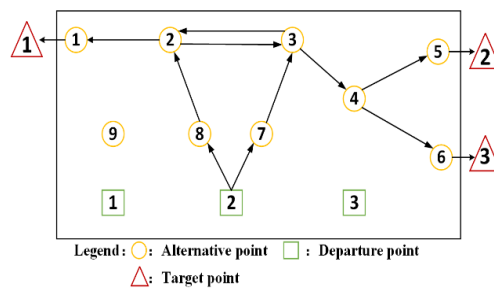 1 1 2 3 5 2
4
9 8 7 6 3
1 2 3
Legend : : Alternative point : Departure point
: Target point